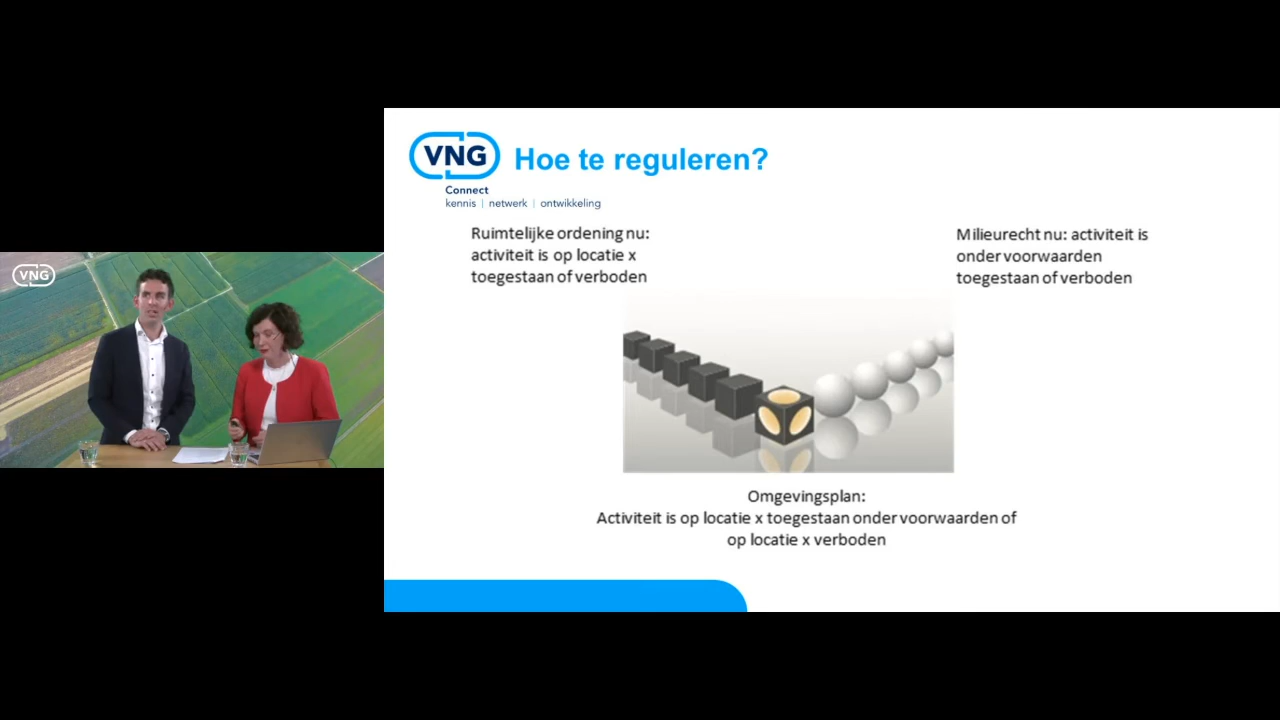 VNG
VNG
Hoe te reguleren?
Connect
kennis | netwerk | ontwikkeling
Ruimtelijke ordening nu:
activiteit is op locatie x
toegestaan of verboden
Milieurecht nu: activiteit is
onder voorwaarden
toegestaan of verboden
Omgevingsplan:
Activiteit is op locatie x toegestaan onder voorwaarden of
op locatie x verboden